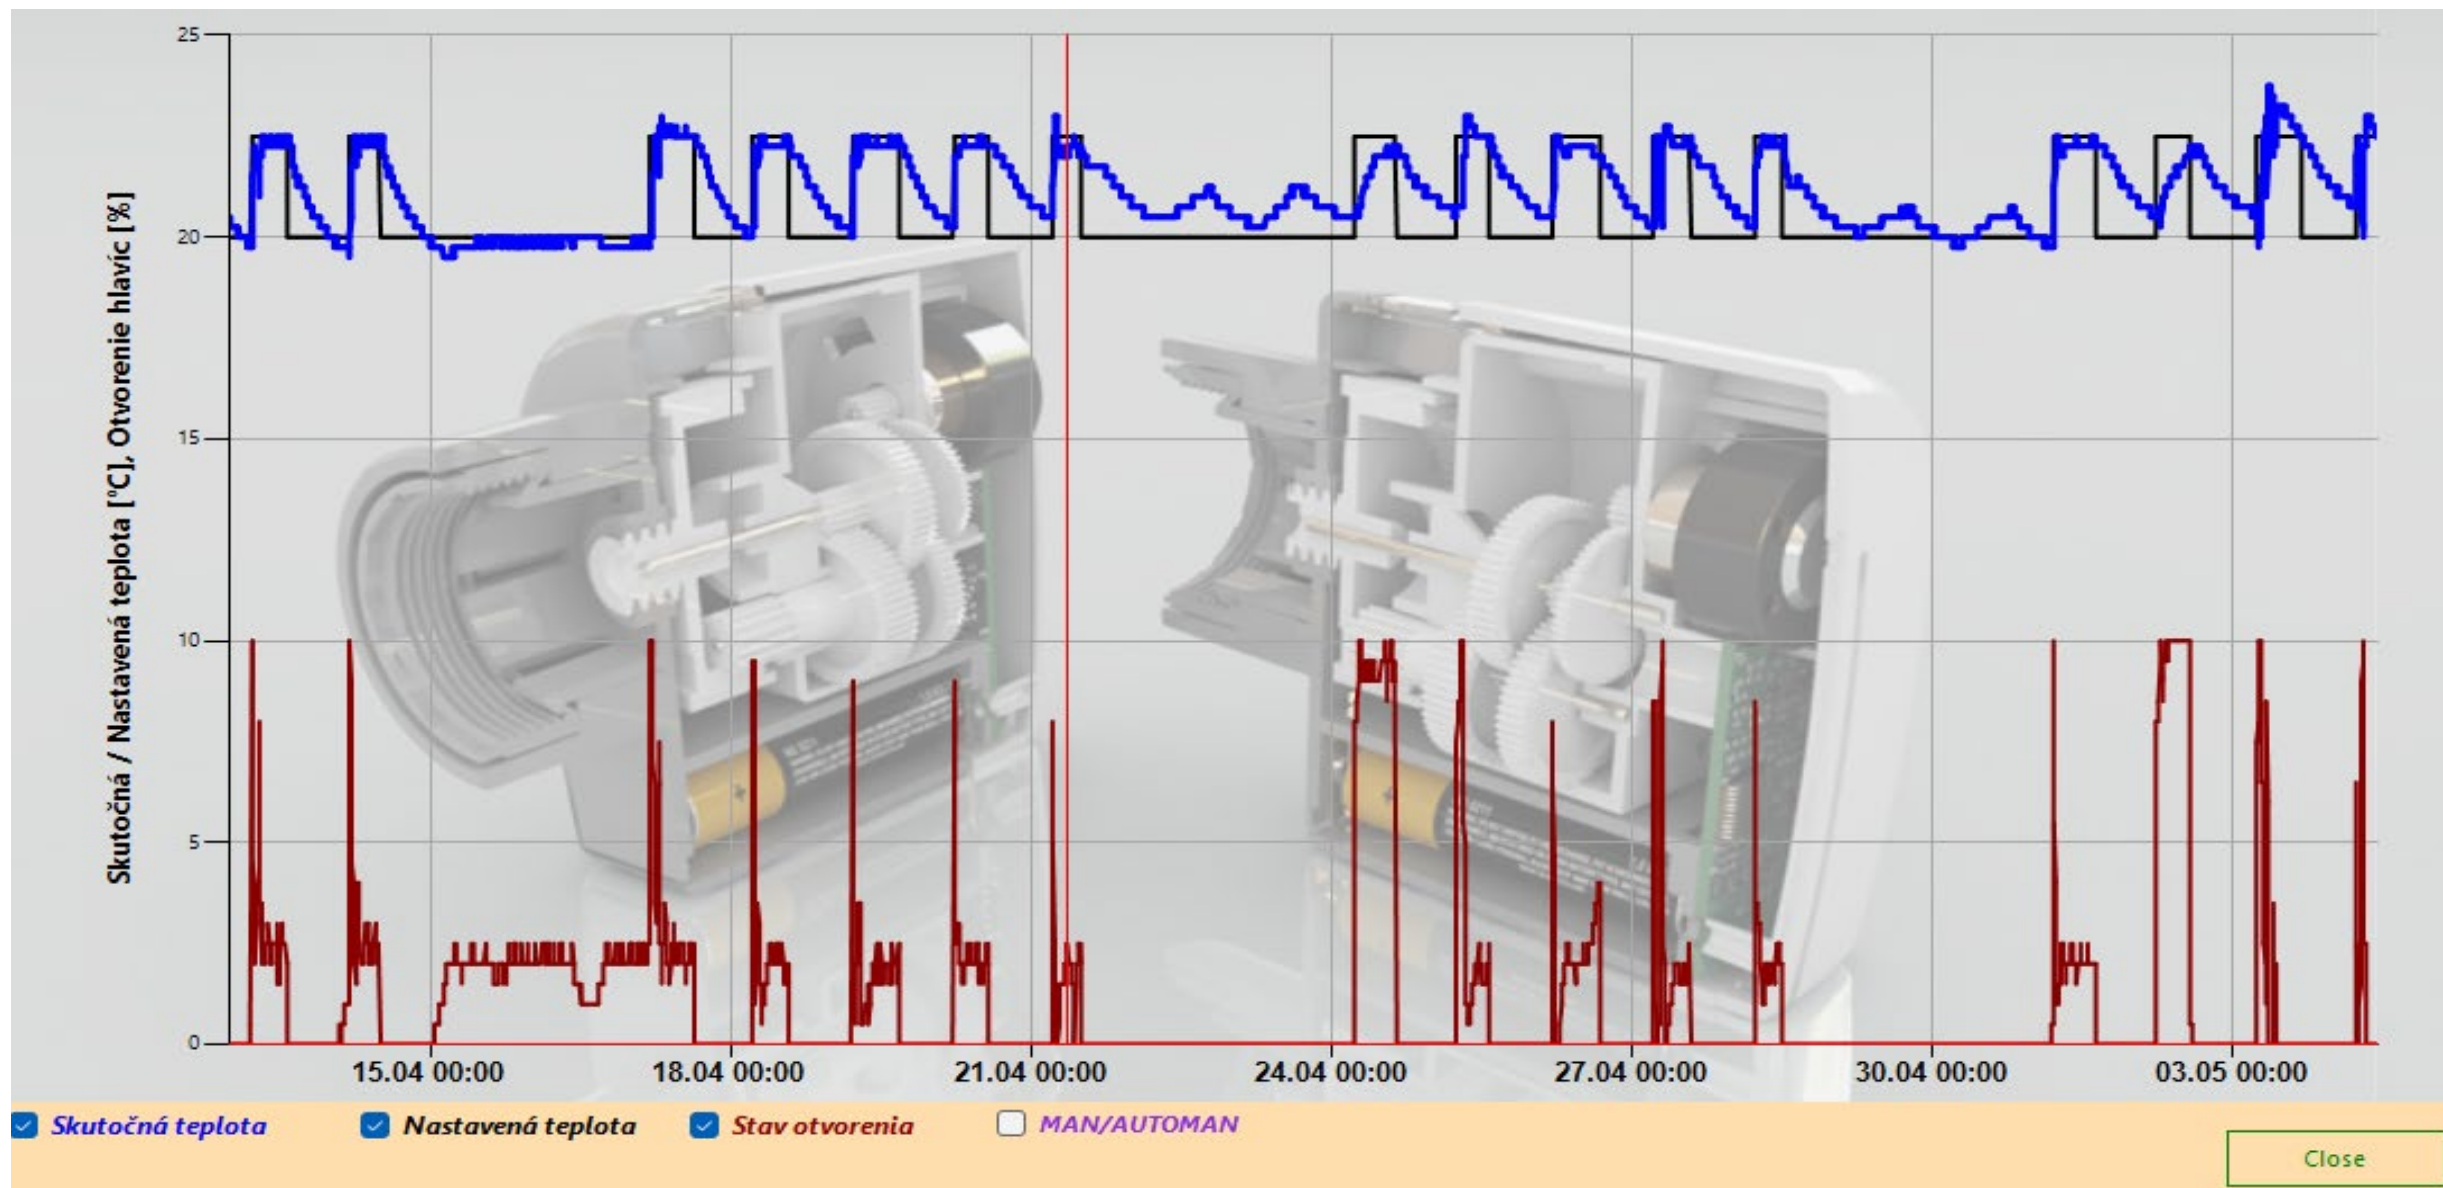 Skutočná / Nastavená teplota [°C], Otvorenie hlavíc [%]
25
20
15
10
5
0
15.04 00:00 18.04 00:00 21.04 00:00 24.04 00:00 27.04 00:00 30.04 00:00 03.05 00:00
Skutočná teplota Nastavená teplota Stav otvorenia MAN/AUTOMAN
Close